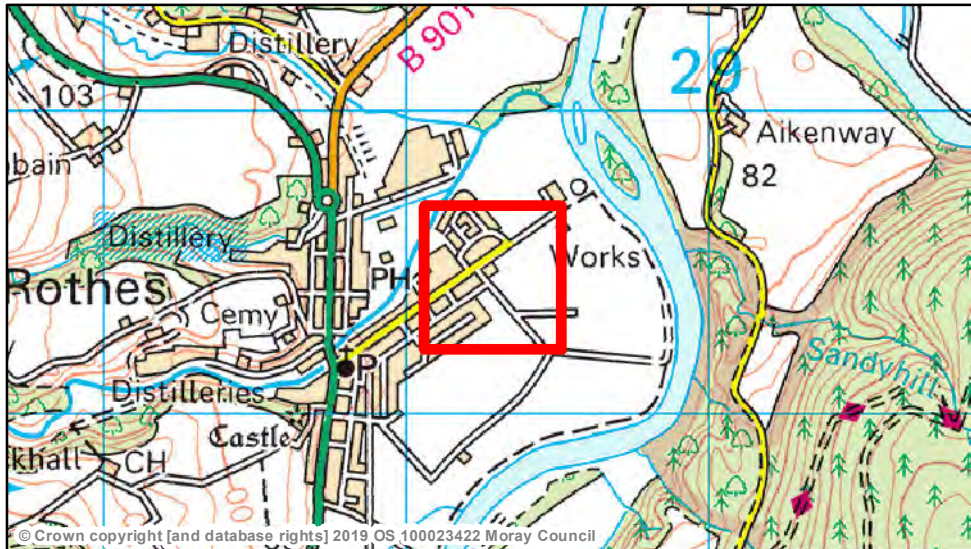 Distillery
B 901
29
103
Aikenway
bain
82
Distillery
Works
PH
Rothes
Cemy
Sandyhill
P
Distilleries
Castle
khall
CH
© Crown copyright [and database rights] 2019 OS 100023422 Moray Council